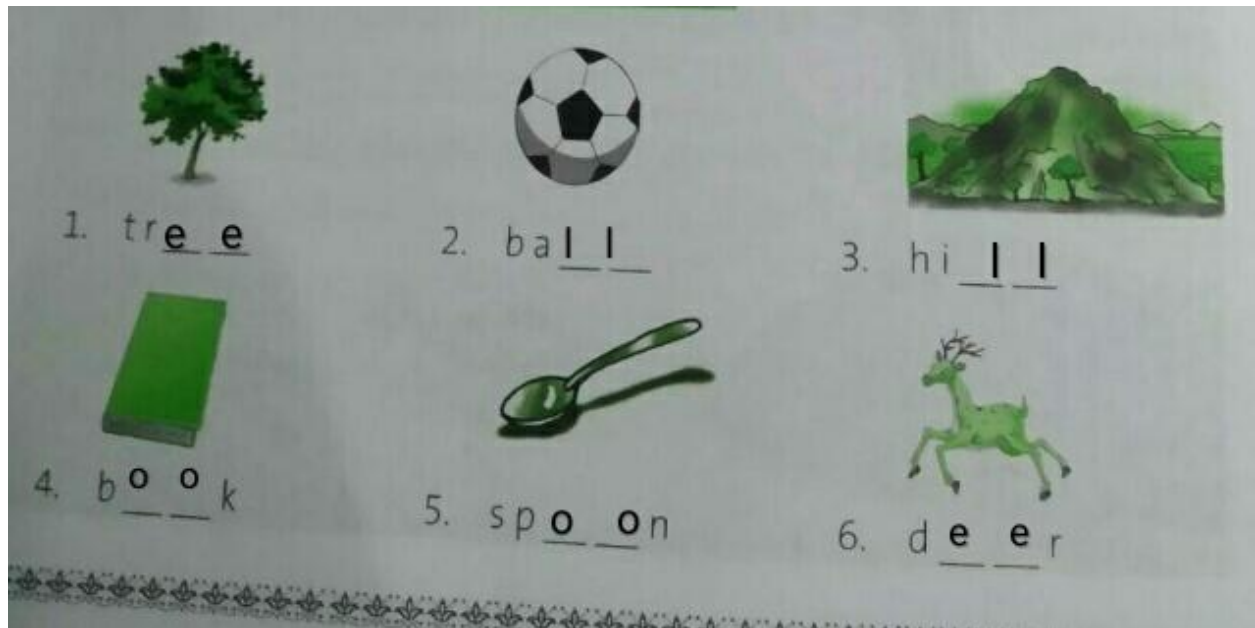 1. tree
2. ball
3. hill
4. book
5. spoon
6. deer